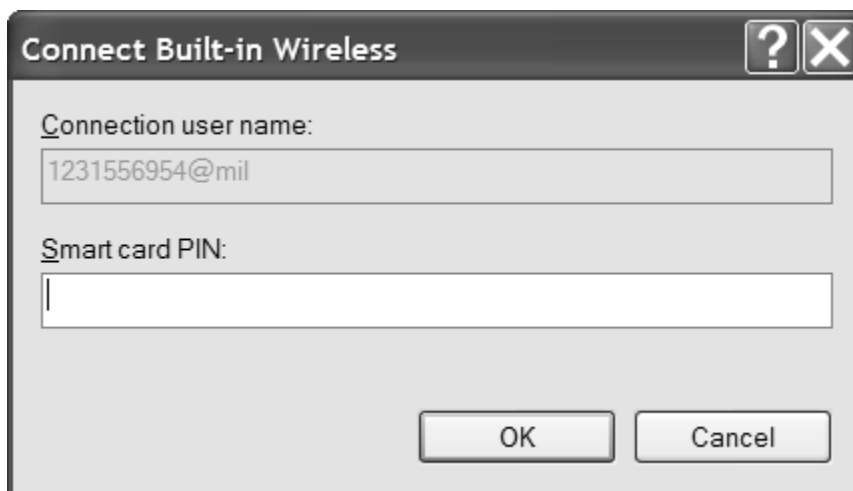 Connect Built-in Wireless
Connection user name:
1231556954@mil
Smart card PIN:
OK Cancel